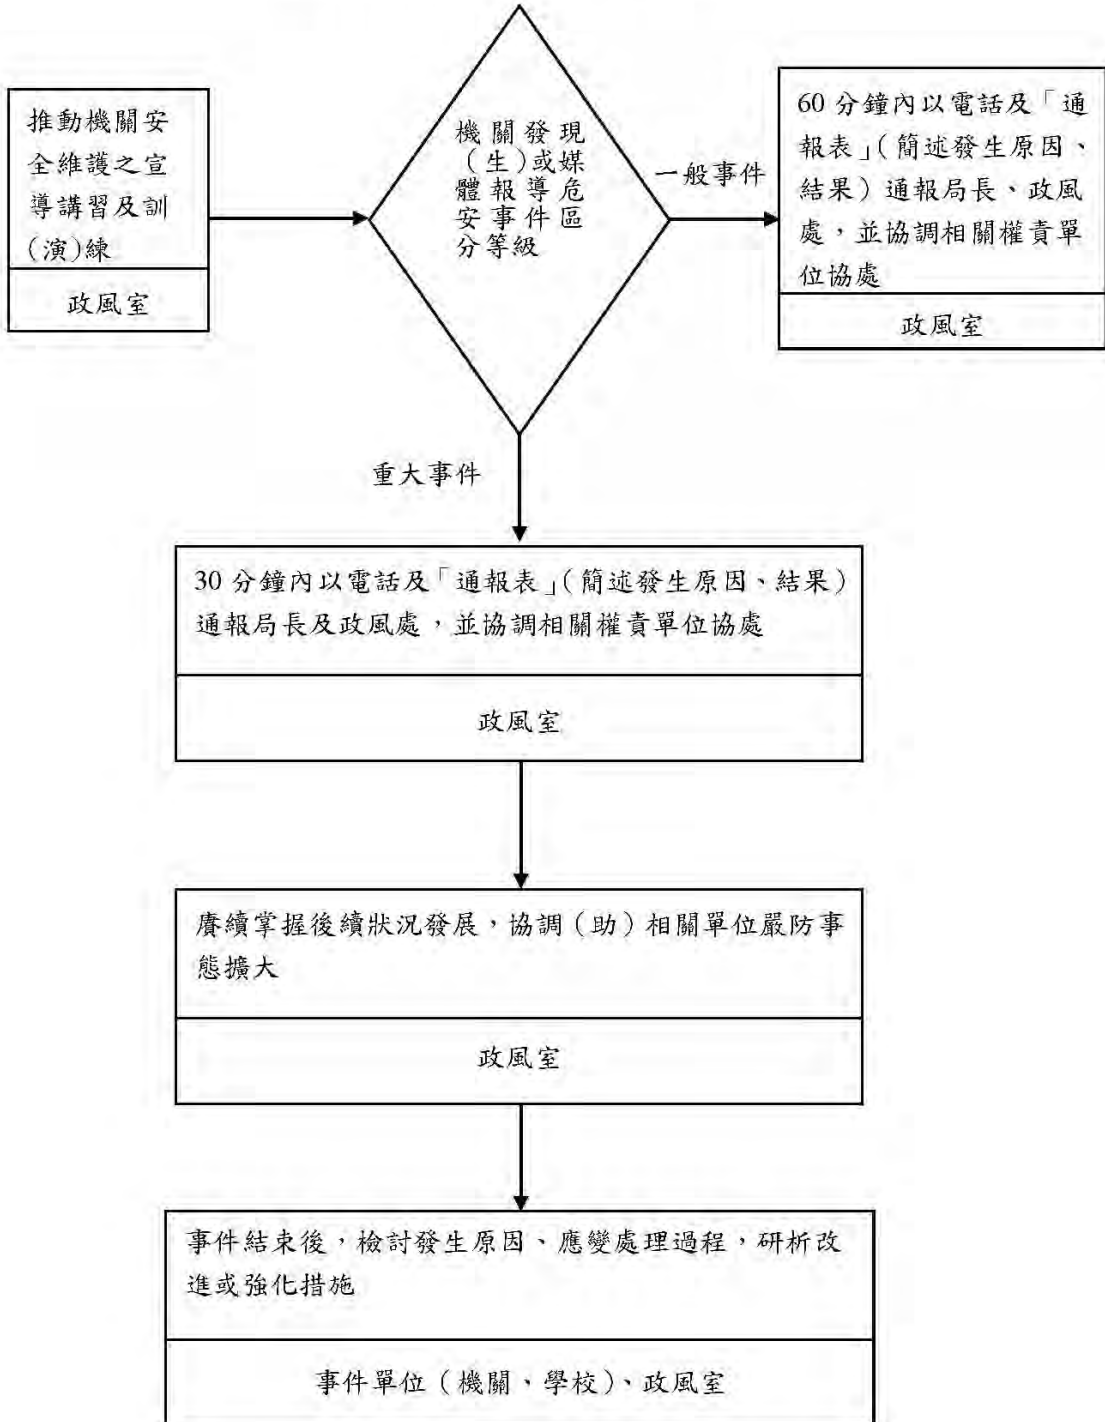 推動機關安
全維護之宣
導講習及訓
(演)練
政風室
機關發現
(生)或媒
體報導危
安事件區
分等級
一般事件
60 分鐘內以電話及「通
報表」(簡述發生原因、
結果)通報局長、政風
處，並協調相關權責單
位協處
政風室
重大事件
30 分鐘內以電話及「通報表」(簡述發生原因、結果)
通報局長及政風處，並協調相關權責單位協處
政風室
賡續掌握後續狀況發展，協調(助)相關單位嚴防事
態擴大
政風室
事件結束後，檢討發生原因、應變處理過程，研析改
進或強化措施
事件單位(機關、學校)、政風室